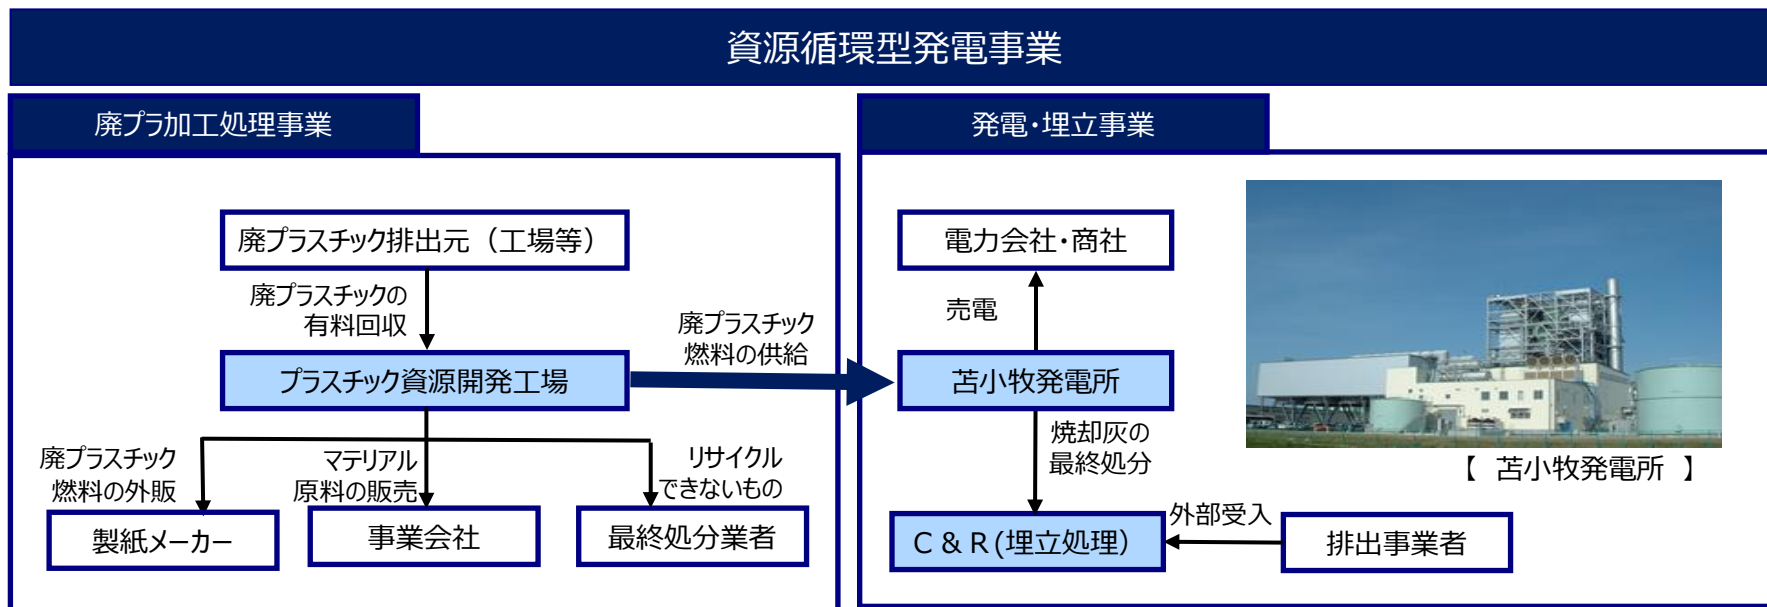 資源循環型発電事業
廃プラ加工処理事業
廃プラスチック排出元（工場等）
廃プラスチックの
有料回収
プラスチック資源開発工場
廃プラスチック
燃料の供給
廃プラスチック
燃料の外販
マテリアル
原料の販売
リサイクル
できないもの
製紙メーカー
事業会社
最終処分業者
発電・埋立事業
電力会社・商社
売電
苫小牧発電所
焼却灰の
最終処分
C＆R(埋立処理）
外部受入
排出事業者
【 苫小牧発電所 】